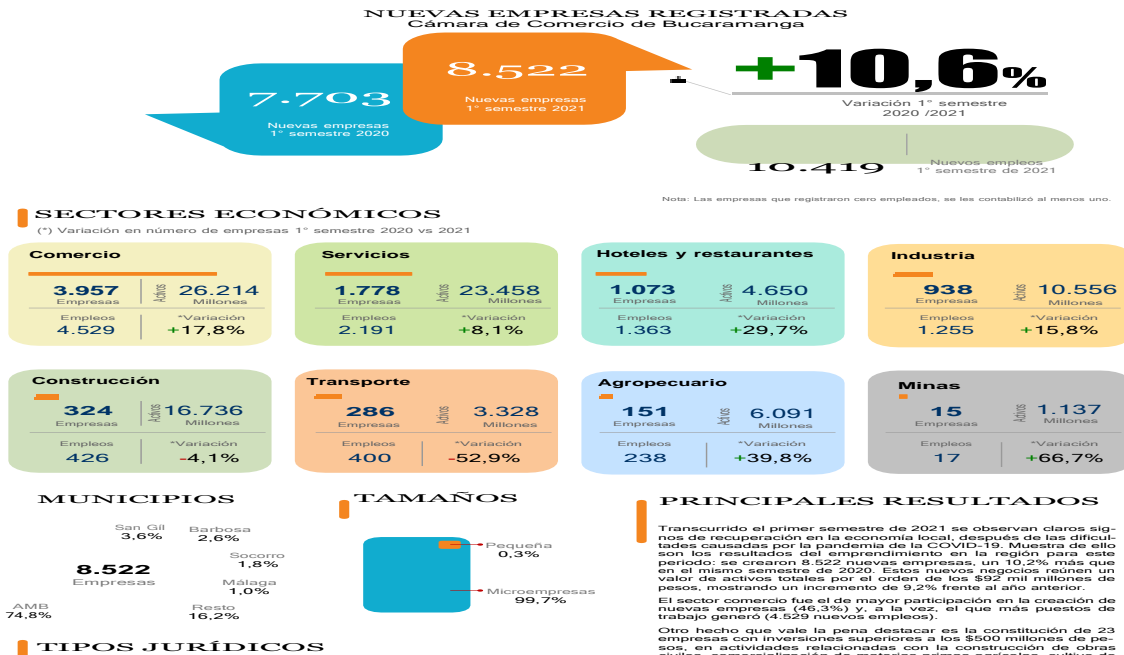 NUEVAS EMPRESAS REGISTRADAS
Cámara de Comercio de Bucaramanga
7.703
Nuevas empresas
1° semestre 2020
8.522
Nuevas empresas
1° semestre 2021
+10,6%
Variación 1° semestre
2020 /2021
10.419
Nuevos empleos
1° semestre de 2021
Nota: Las empresas que registraron cero empleados, se les contabilizó al menos uno.
SECTORES ECONÓMICOS
(*) Variación en número de empresas 1° semestre 2020 vs 2021
Comercio
3.957
Empresas
Activos
26.214
Millones
Empleos
4.529
*Variación
+17,8%
Servicios
1.778
Empresas
Activos
23.458
Millones
Empleos
2.191
*Variación
+8,1%
Hoteles y restaurantes
1.073
Empresas
Activos
4.650
Millones
Empleos
1.363
*Variación
+29,7%
Industria
938
Empresas
Activos
10.556
Millones
Empleos
1.255
*Variación
+15,8%
Construcción
324
Empresas
Activos
16.736
Millones
Empleos
426
*Variación
-4,1%
Transporte
286
Empresas
Activos
3.328
Millones
Empleos
400
*Variación
-52,9%
Agropecuario
151
Empresas
Activos
6.091
Millones
Empleos
238
*Variación
+39,8%
Minas
15
Empresas
Activos
1.137
Millones
Empleos
17
*Variación
+66,7%
MUNICIPIOS
San Gil
3,6%
Barbosa
2,6%
Socorro
1,8%
8.522
Empresas
Málaga
1,0%
AMB
74,8%
Resto
16,2%
TAMAÑOS
Pequeña
0,3%
Microempresas
99,7%
PRINCIPALES RESULTADOS
Transcurrido el primer semestre de 2021 se observan claros sig-
nos de recuperación en la economía local, después de las dificul-
tades causadas por la pandemia de la COVID-19. Muestra de ello
son los resultados del emprendimiento en la región para este
periodo: se crearon 8.522 nuevas empresas, un 10,2% más que
en el mismo semestre de 2020. Estos nuevos negocios reúnen un
valor de activos totales por el orden de los $92 mil millones de
pesos, mostrando un incremento de 9,2% frente al año anterior.
El sector comercio fue el de mayor participación en la creación de
nuevas empresas (46,3%) y, a la vez, el que más puestos de
trabajo generó (4.529 nuevos empleos).
Otro hecho que vale la pena destacar es la constitución de 23
empresas con inversiones superiores a los $500 millones de pe-
sos, en actividades relacionadas con la construcción de obras
TIPOS JURÍDICOS